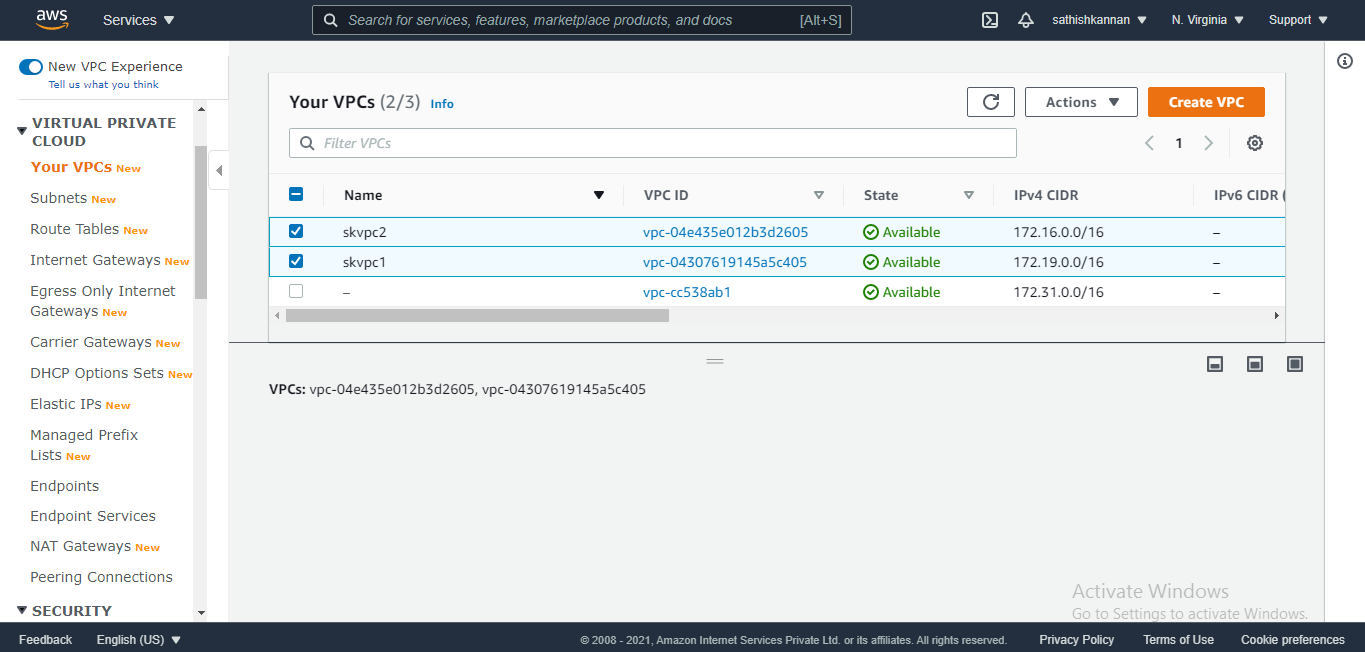 aws Services Search for services, features, marketplace products, and docs [Alt+S] sathishkannan N. Virginia Support
New VPC Experience
Tell us what you think
VIRTUAL PRIVATE
CLOUD
Your VPCs New
Subnets New
Route Tables New
Internet Gateways New
Egress Only Internet
Gateways New
Carrier Gateways New
DHCP Options Sets New
Elastic IPs New
Managed Prefix
Lists New
Endpoints
Endpoint Services
NAT Gateways New
Peering Connections
SECURITY
Your VPCs (2/3) Info Actions Create VPC
Filter VPCs 1
Name VPC ID State IPv4 CIDR IPv6 CIDR (
skvpc2 vpc-04e435e012b3d2605 Available 172.16.0.0/16 –
skvpc1 vpc-04307619145a5c405 Available 172.19.0.0/16 –
– vpc-cc538ab1 Available 172.31.0.0/16 –
VPCs: vpc-04e435e012b3d2605, vpc-04307619145a5c405
Activate Windows
Go to Settings to activate Windows.
Feedback English (US) © 2008 - 2021, Amazon Internet Services Private Ltd. or its affiliates. All rights reserved. Privacy Policy Terms of Use Cookie preferences